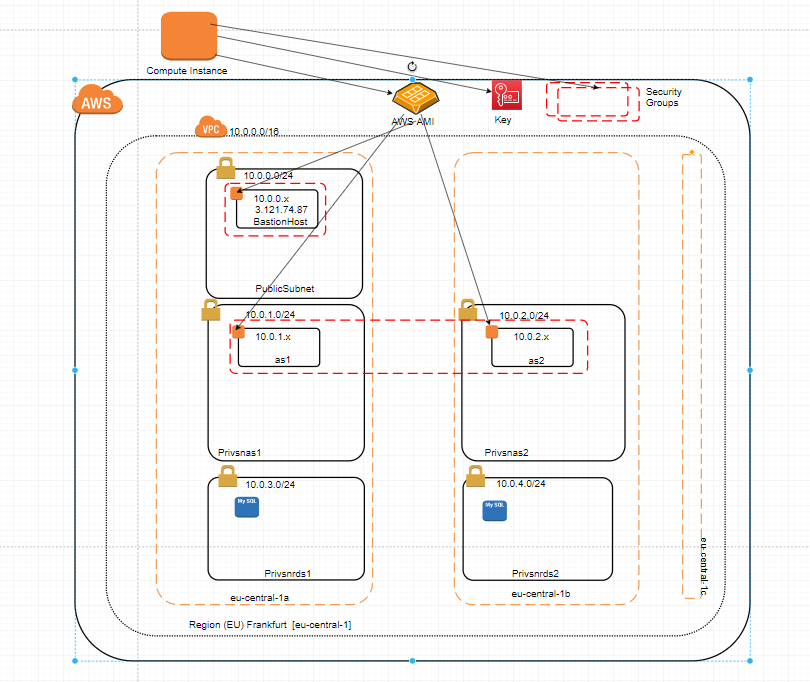 Compute Instance
AWS
AWS-AMI
Key
Security
Groups
VPC
10.0.0.0/16
10.0.0.0/24
10.0.0.x
3.121.74.87
BastionHost
PublicSubnet
10.0.1.0/24
10.0.1.x
as1
Privsnas1
10.0.2.0/24
10.0.2.x
as2
Privsnas2
10.0.3.0/24
My SQL
Privsnrds1
10.0.4.0/24
My SQL
Privsnrds2
eu-central-1a
eu-central-1b
eu-central-1c
Region (EU) Frankfurt [eu-central-1]